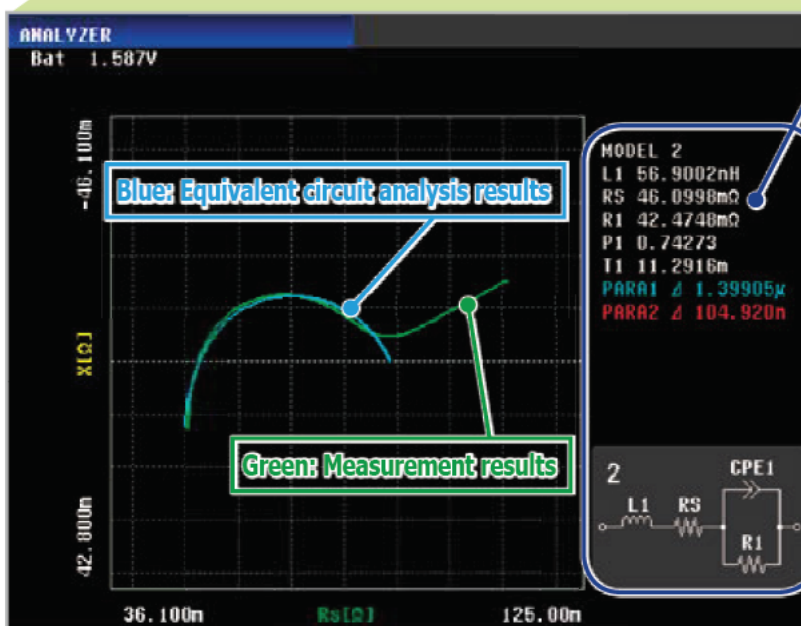 ANALYZER
Bat 1.587V
-46.100m
X[Ω]
42.800m
36.100m
Rs[Ω]
125.00m
Blue: Equivalent circuit analysis results
Green: Measurement results
MODEL 2
L1 56.9002nH
RS 46.0998mΩ
R1 42.4748mΩ
P1 0.74273
T1 11.2916m
PARA1 ⊿ 1.39905μ
PARA2 ⊿ 104.920n
2
CPE1
L1
RS
R1